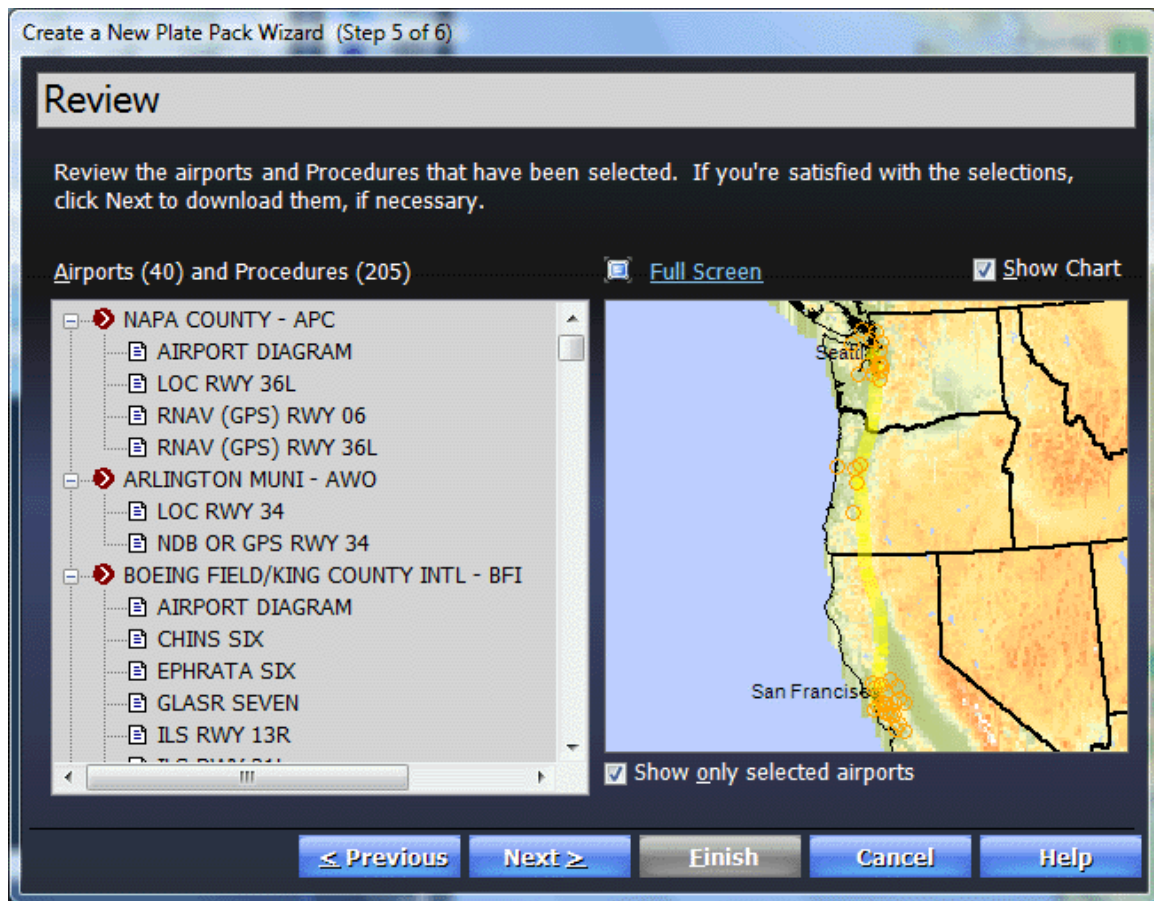 Create a New Plate Pack Wizard (Step 5 of 6)
Review
Review the airports and Procedures that have been selected. If you're satisfied with the selections,
click Next to download them, if necessary.
Airports (40) and Procedures (205)
Full Screen
Show Chart
NAPA COUNTY - APC
AIRPORT DIAGRAM
LOC RWY 36L
RNAV (GPS) RWY 06
RNAV (GPS) RWY 36L
ARLINGTON MUNI - AWO
LOC RWY 34
NDB OR GPS RWY 34
BOEING FIELD/KING COUNTY INTL - BFI
AIRPORT DIAGRAM
CHINS SIX
EPHRATA SIX
GLASR SEVEN
ILS RWY 13R
San Francisc
Show only selected airports
< Previous
Next >
Finish
Cancel
Help